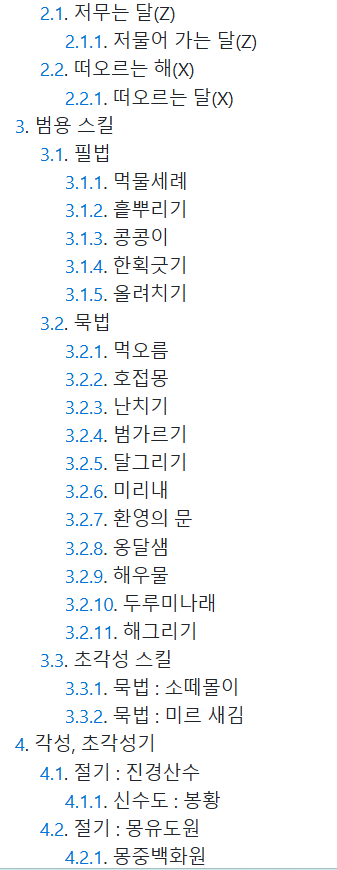 2.1. 저무는 달(Z)
2.1.1. 저물어 가는 달(Z)
2.2. 떠오르는 해(X)
2.2.1. 떠오르는 달(X)
3. 범용 스킬
3.1. 필법
3.1.1. 먹물세례
3.1.2. 흩뿌리기
3.1.3. 콩콩이
3.1.4. 한획긋기
3.1.5. 올려치기
3.2. 묵법
3.2.1. 먹오름
3.2.2. 호접몽
3.2.3. 난치기
3.2.4. 범가르기
3.2.5. 달그리기
3.2.6. 미리내
3.2.7. 환영의 문
3.2.8. 옹달샘
3.2.9. 해우물
3.2.10. 두루미나래
3.2.11. 해그리기
3.3. 초각성 스킬
3.3.1. 묵법 : 소떼몰이
3.3.2. 묵법 : 미르 새김
4. 각성, 초각성기
4.1. 절기 : 진경산수
4.1.1. 신수도 : 봉황
4.2. 절기 : 몽유도원
4.2.1. 몽중백화원